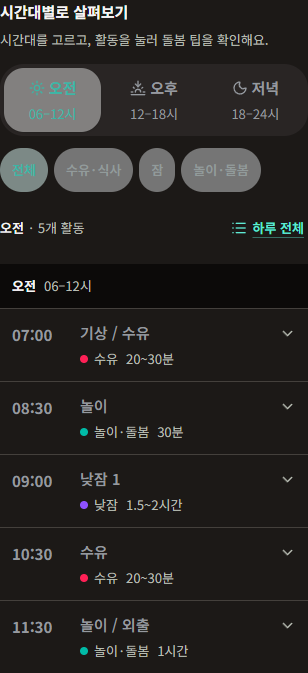 시간대별로 살펴보기
시간대를 고르고, 활동을 눌러 돌봄 팁을 확인해요.
오전 오후 저녁
06–12시 12–18시 18–24시
전체 수유·식사 잠 놀이·돌봄
오전 · 5개 활동 하루 전체
오전 06–12시
07:00 기상 / 수유
수유 20~30분
08:30 놀이
놀이·돌봄 30분
09:00 낮잠 1
낮잠 1.5~2시간
10:30 수유
수유 20~30분
11:30 놀이 / 외출
놀이·돌봄 1시간